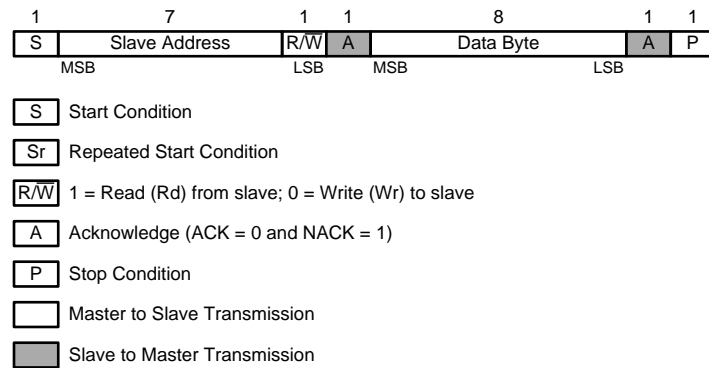 1 7 1 1 8 1 1
S Slave Address R/W̅ A Data Byte A P
MSB LSB MSB LSB
S Start Condition
Sr Repeated Start Condition
R/W̅ 1 = Read (Rd) from slave; 0 = Write (Wr) to slave
A Acknowledge (ACK = 0 and NACK = 1)
P Stop Condition
Master to Slave Transmission
Slave to Master Transmission